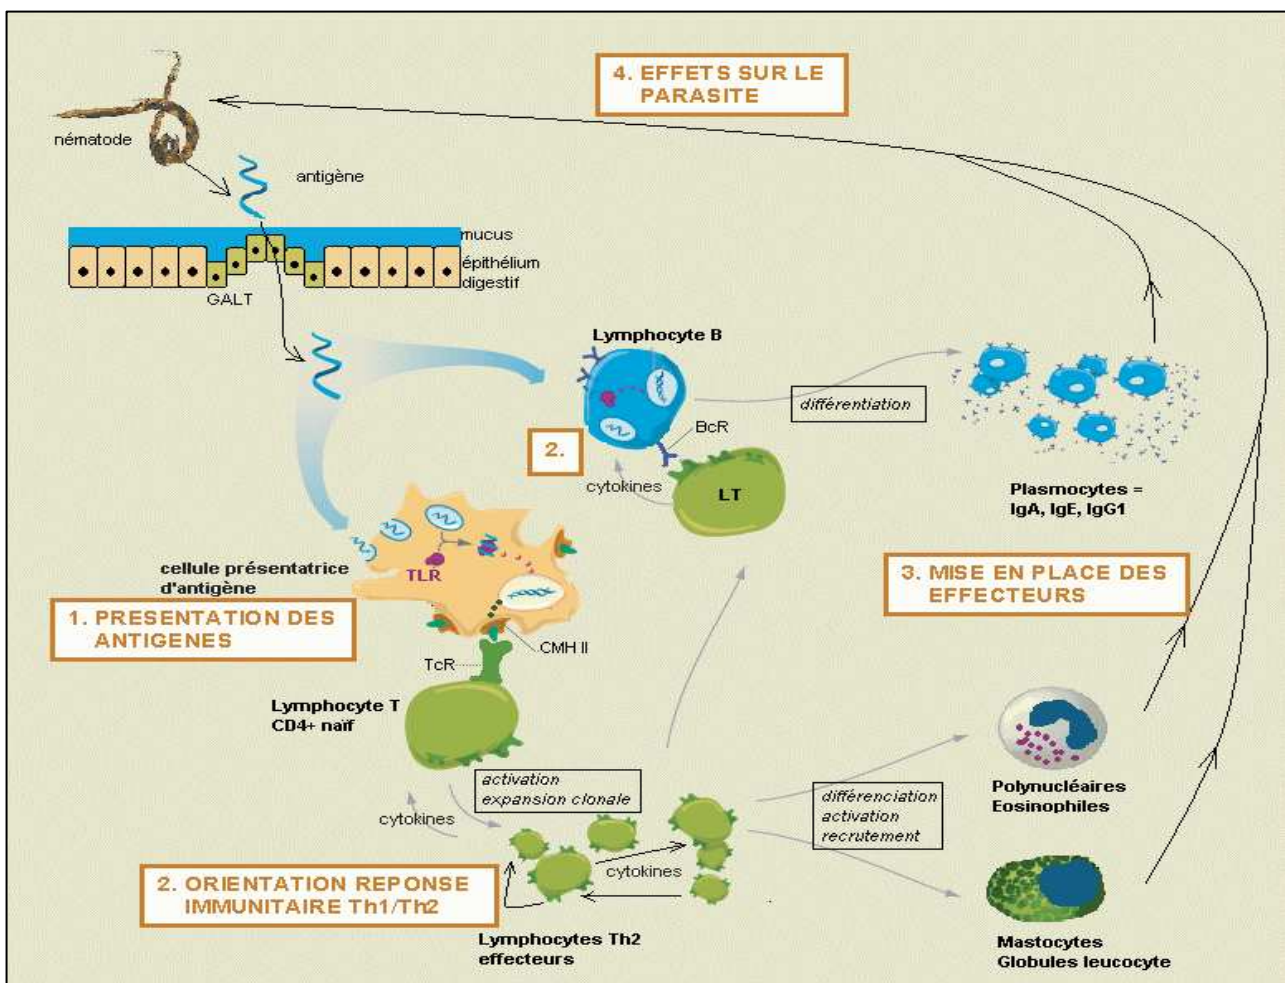 4. EFFETS SUR LE
PARASITE
nématode
antigène
mucus
épithélium
digestif
GALT
Lymphocyte B
différentiation
BcR
2.
cytokines
LT
Plasmocytes =
IgA, IgE, IgG1
cellule présentatrice
d'antigène
TLR
1. PRESENTATION DES
ANTIGENES
3. MISE EN PLACE DES
EFFECTEURS
CMH II
TcR
Lymphocyte T
CD4+ naïf
activation
expansion clonale
cytokines
différenciation
activation
recrutement
Polynucléaires
Eosinophiles
cytokines
2. ORIENTATION REPONSE
IMMUNITAIRE Th1/Th2
Lymphocytes Th2
effecteurs
Mastocytes
Globules leucocyte